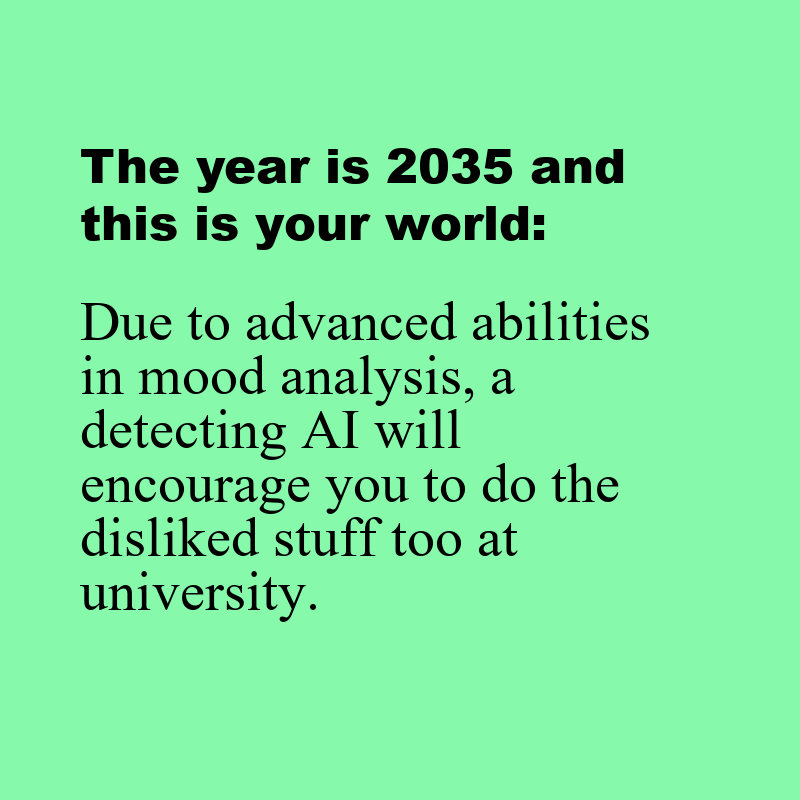 The year is 2035 and
this is your world:
Due to advanced abilities
in mood analysis, a
detecting AI will
encourage you to do the
disliked stuff too at
university.